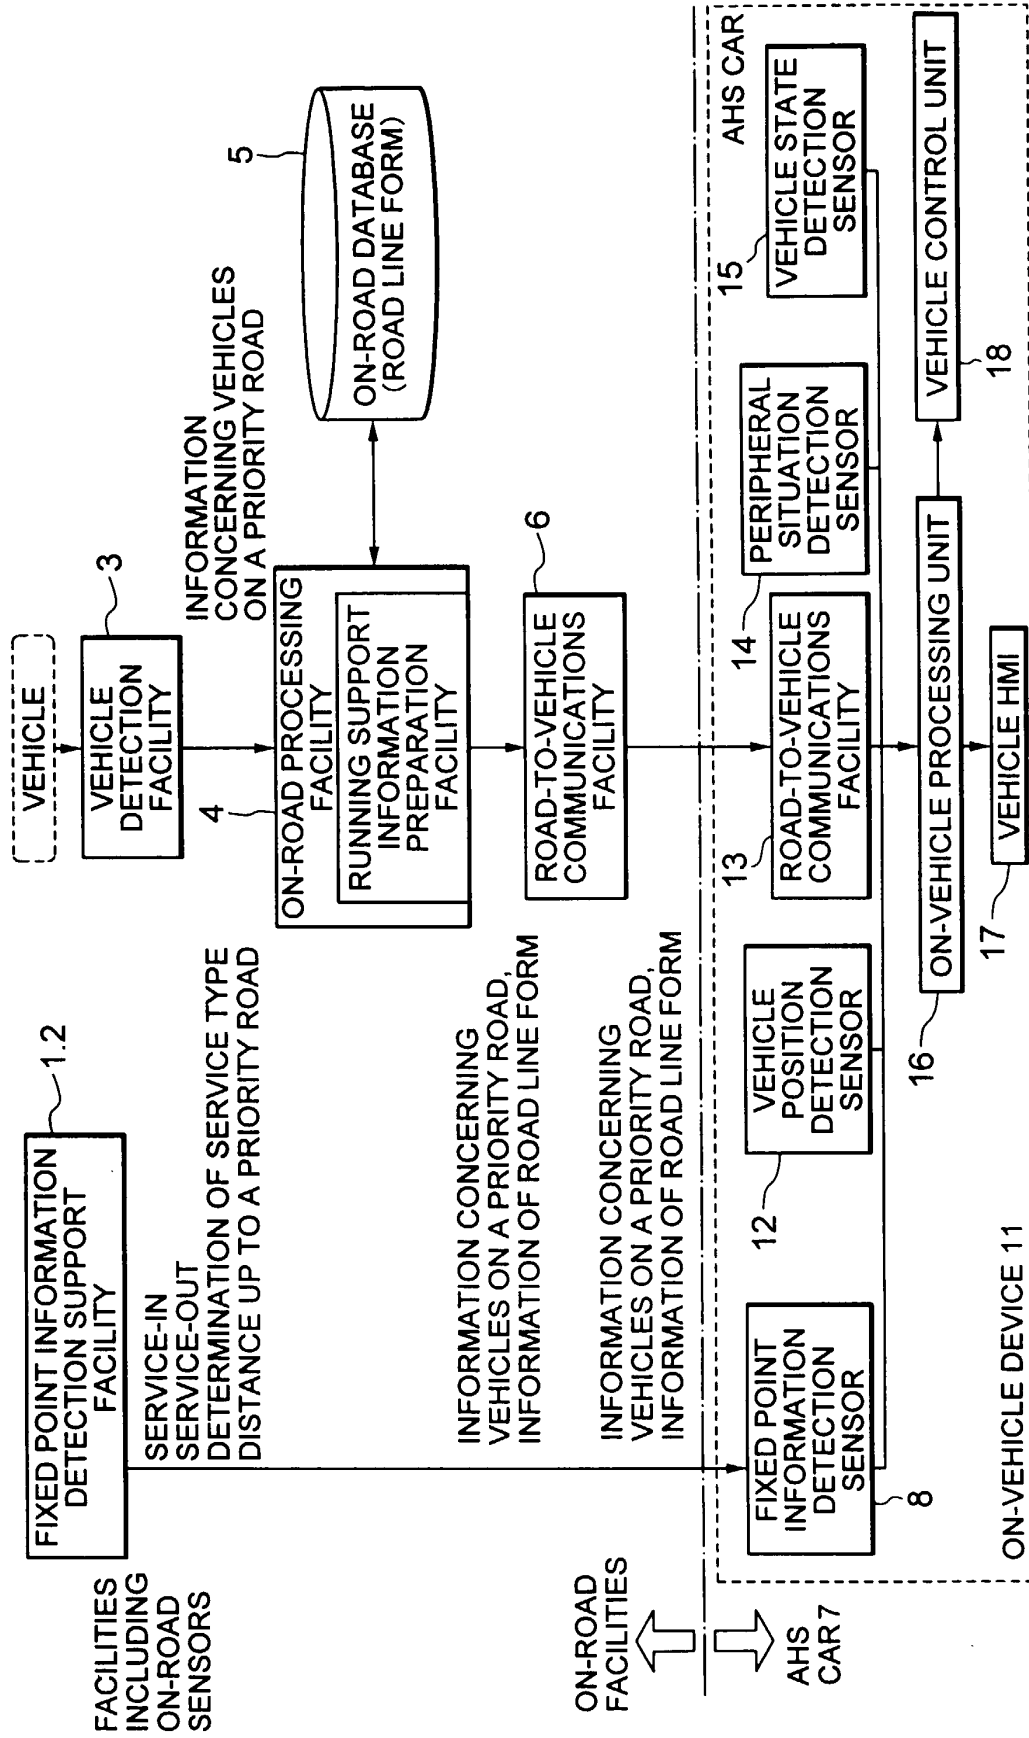 FACILITIES
INCLUDING
ON-ROAD
SENSORS
FIXED POINT INFORMATION
DETECTION SUPPORT
FACILITY
1.2
SERVICE-IN
SERVICE-OUT
DETERMINATION OF SERVICE TYPE
DISTANCE UP TO A PRIORITY ROAD
VEHICLE
VEHICLE
DETECTION
FACILITY
3
INFORMATION
CONCERNING VEHICLES
ON A PRIORITY ROAD
4
ON-ROAD PROCESSING
FACILITY
RUNNING SUPPORT
INFORMATION
PREPARATION
FACILITY
5
ON-ROAD DATABASE
(ROAD LINE FORM)
INFORMATION CONCERNING
VEHICLES ON A PRIORITY ROAD,
INFORMATION OF ROAD LINE FORM
ROAD-TO-VEHICLE
COMMUNICATIONS
FACILITY
6
INFORMATION CONCERNING
VEHICLES ON A PRIORITY ROAD,
INFORMATION OF ROAD LINE FORM
ON-ROAD
FACILITIES
AHS
CAR 7
AHS CAR
FIXED POINT
INFORMATION
DETECTION
SENSOR
8
12
VEHICLE
POSITION
DETECTION
SENSOR
13
ROAD-TO-VEHICLE
COMMUNICATIONS
FACILITY
14
PERIPHERAL
SITUATION
DETECTION
SENSOR
15
VEHICLE STATE
DETECTION
SENSOR
16
ON-VEHICLE PROCESSING UNIT
VEHICLE CONTROL UNIT
18
17
VEHICLE HMI
ON-VEHICLE DEVICE 11